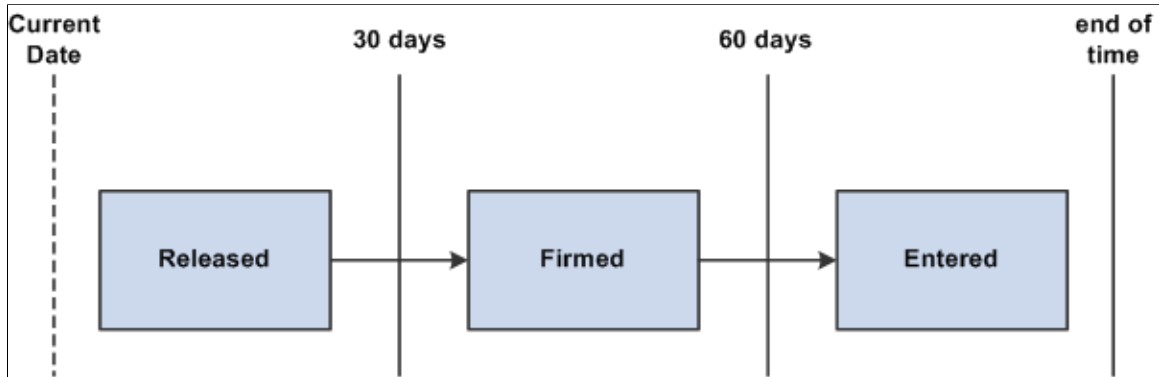 Current
Date
30 days
60 days
end of
time
Released
Firmed
Entered